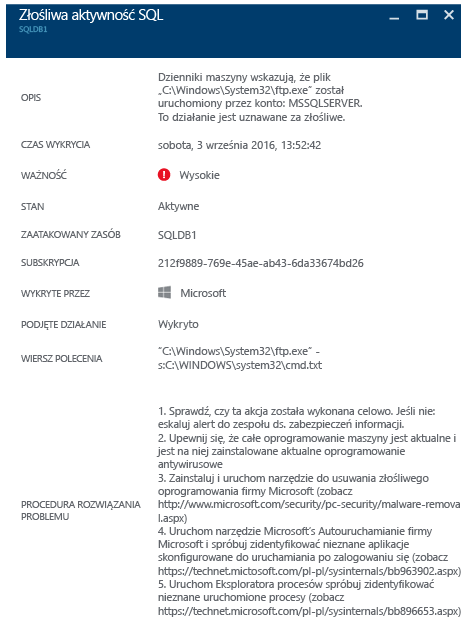 Złośliwa aktywność SQL
SQLDB1
OPIS
Dzienniki maszyny wskazują, że plik
„C:\Windows\System32\ftp.exe” został
uruchomiony przez konto: MSSQLSERVER.
To działanie jest uznawane za złośliwe.
CZAS WYKRYCIA
sobota, 3 września 2016, 13:52:42
WAŻNOŚĆ
Wysokie
STAN
Aktywne
ZAATAKOWANY ZASÓB
SQLDB1
SUBSKRYPCJA
212f9889-769e-45ae-ab43-6da33674bd26
WYKRYTE PRZEZ
Microsoft
PODJĘTE DZIAŁANIE
Wykryto
WIERSZ POLECENIA
“C:\Windows\System32\ftp.exe” -
s:C:\WINDOWS\system32\cmd.txt
PROCEDURA ROZWIĄZANIA
PROBLEMU
1. Sprawdź, czy ta akcja została wykonana celowo. Jeśli nie:
eskaluj alert do zespołu ds. zabezpieczeń informacji.
2. Upewnij się, że całe oprogramowanie maszyny jest aktualne i
jest na niej zainstalowane aktualne oprogramowanie
antywirusowe
3. Zainstaluj i uruchom narzędzie do usuwania złośliwego
oprogramowania firmy Microsoft (zobacz
http://www.microsoft.com/security/pc-security/malware-remova
l.aspx)
4. Uruchom narzędzie Microsoft’s Autouruchamianie firmy
Microsoft i spróbuj zidentyfikować nieznane aplikacje
skonfigurowane do uruchamiania po zalogowaniu się (zobacz
https://technet.mictosoft.com/pl-pl/sysinternals/bb963902.aspx)
5. Uruchom Eksploratora procesów spróbuj zidentyfikować
nieznane uruchomione procesy (zobacz
https://technet.microsoft.com/pl-pl/sysinternals/bb896653.aspx)